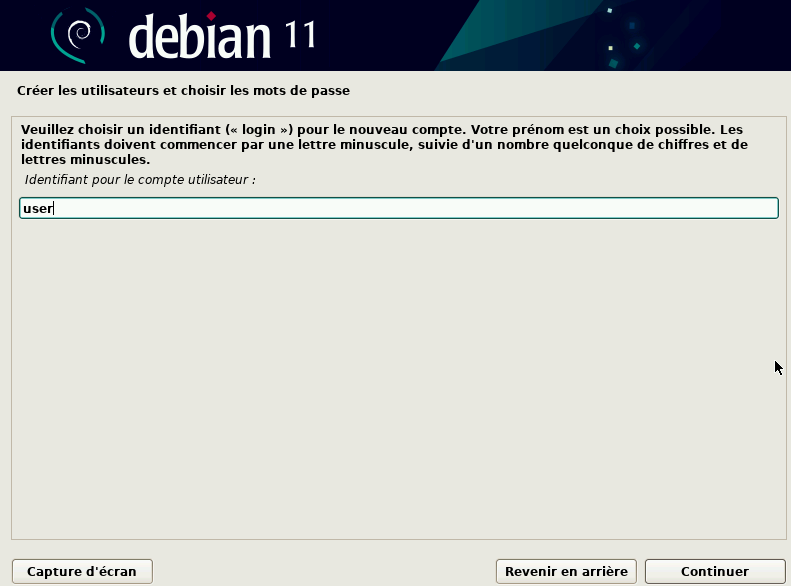 debian 11
Créer les utilisateurs et choisir les mots de passe
Veuillez choisir un identifiant (« login ») pour le nouveau compte. Votre prénom est un choix possible. Les
identifiants doivent commencer par une lettre minuscule, suivie d'un nombre quelconque de chiffres et de
lettres minuscules.
Identifiant pour le compte utilisateur :
user
Capture d'écran
Revenir en arrière
Continuer